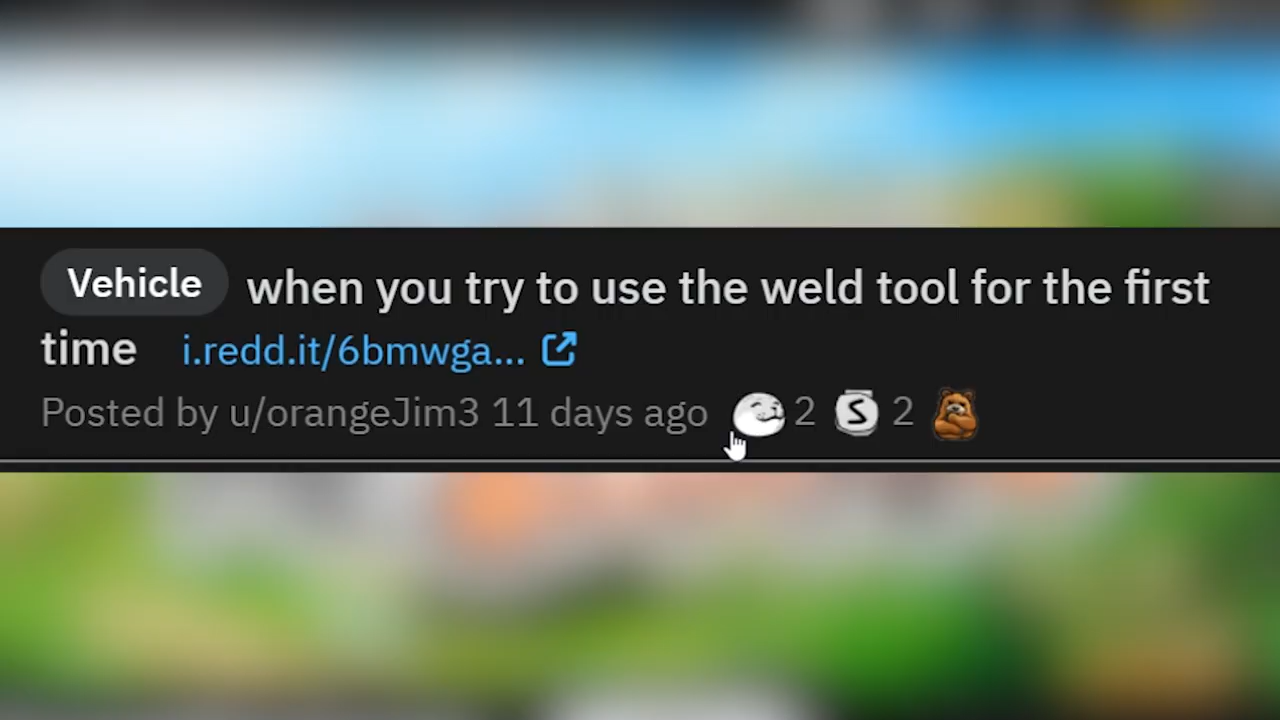 Vehicle when you try to use the weld tool for the first
time i.redd.it/6bmwga...
Posted by u/orangeJim3 11 days ago 2 S 2